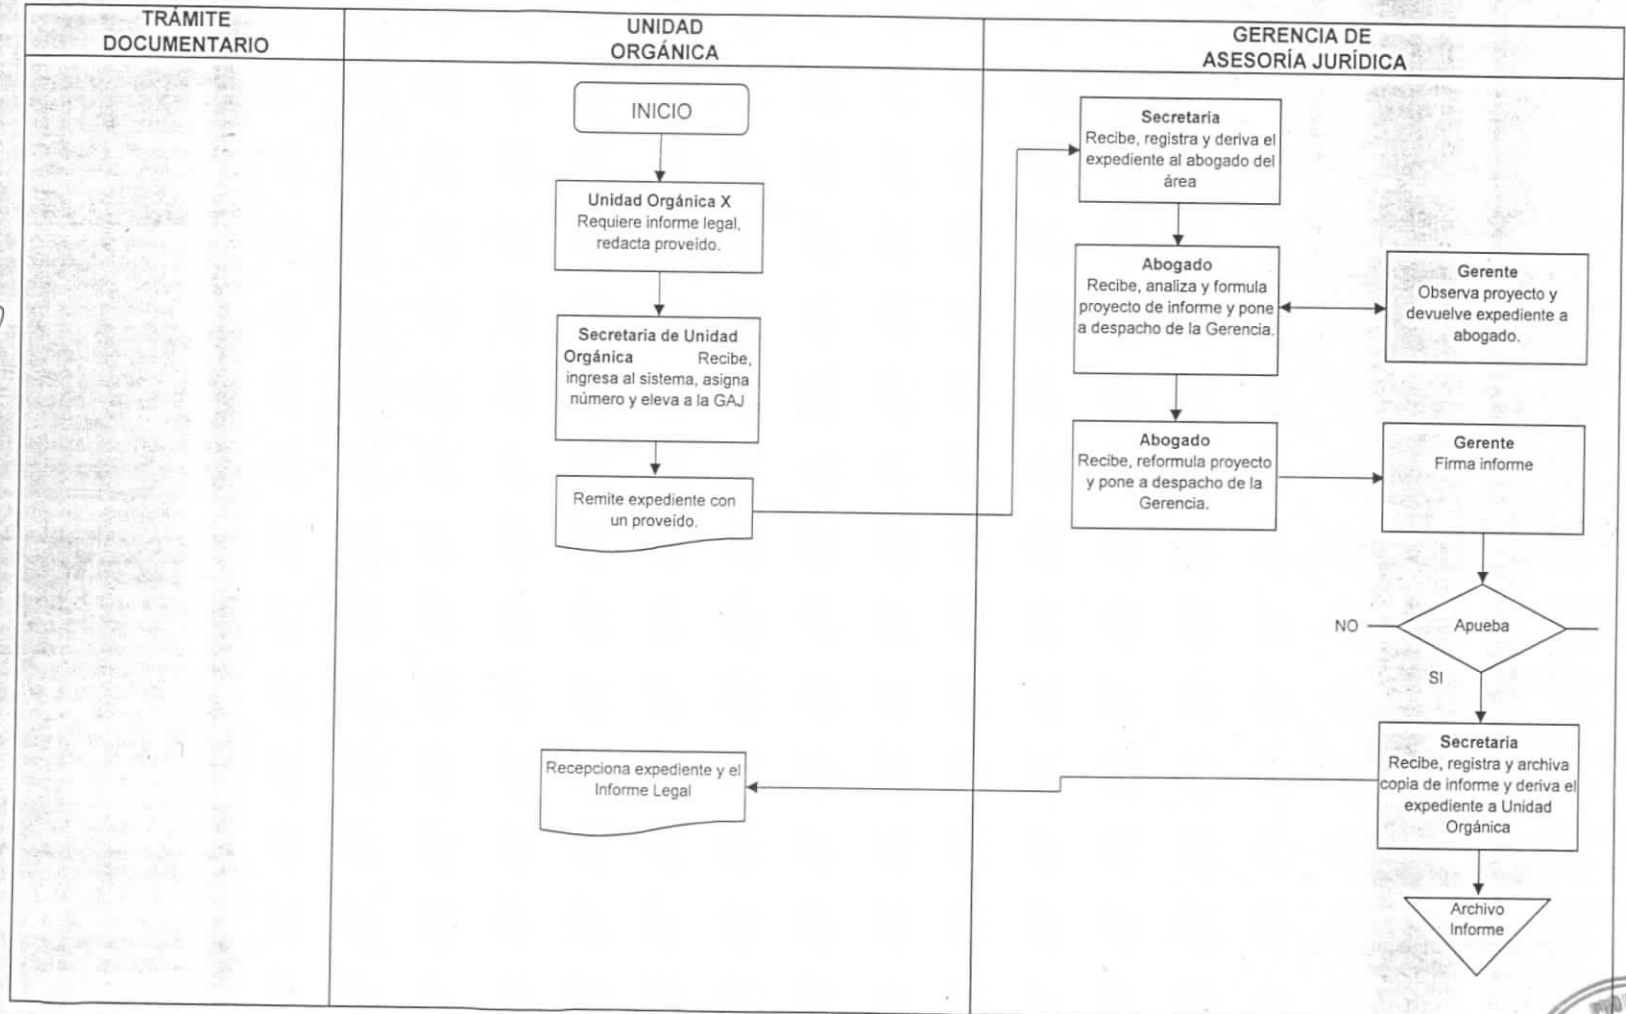 TRÁMITE
DOCUMENTARIO
UNIDAD
ORGÁNICA
GERENCIA DE
ASESORÍA JURÍDICA
INICIO
Unidad Orgánica X
Requiere informe legal,
redacta proveído.
Secretaria de Unidad
Orgánica Recibe,
ingresa al sistema, asigna
número y eleva a la GAJ
Remite expediente con
un proveído.
Secretaria
Recibe, registra y deriva el
expediente al abogado del
área
Abogado
Recibe, analiza y formula
proyecto de informe y pone
a despacho de la Gerencia.
Gerente
Observa proyecto y
devuelve expediente a
abogado.
Abogado
Recibe, reformula proyecto
y pone a despacho de la
Gerencia.
Gerente
Firma informe
NO
Apueba
SI
Secretaria
Recibe, registra y archiva
copia de informe y deriva el
expediente a Unidad
Orgánica
Recepciona expediente y el
Informe Legal
Archivo
Informe